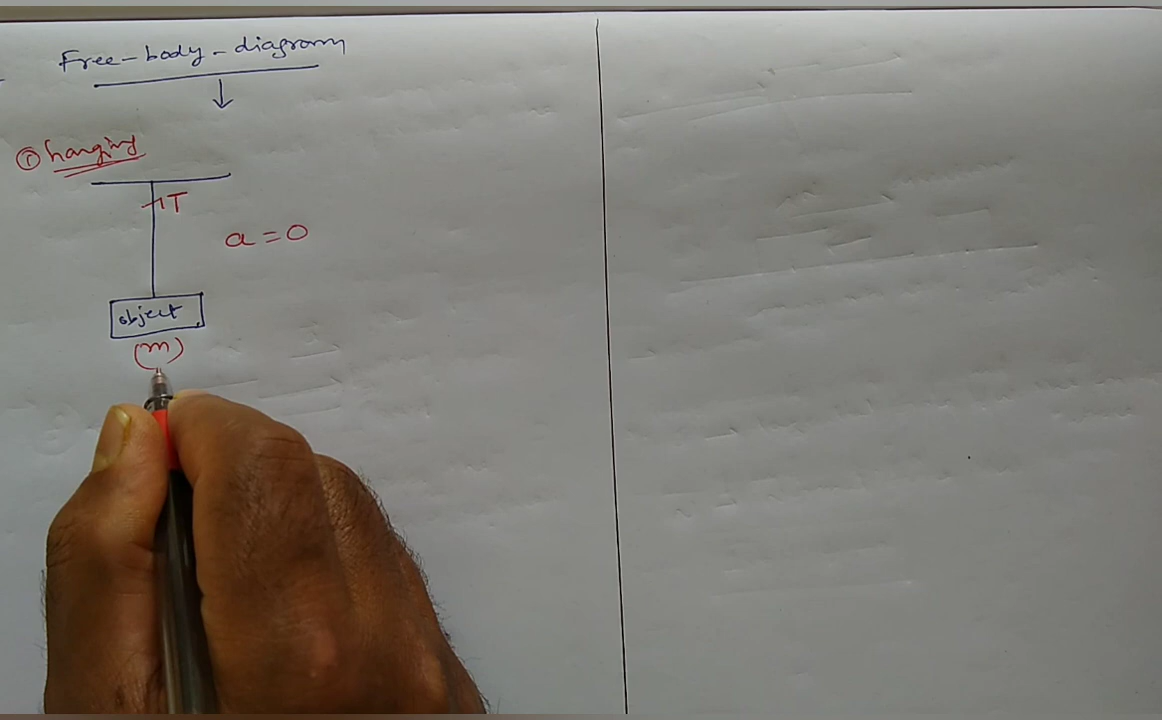 Free-body-diagram
① hanging
T
a = 0
object
(m)